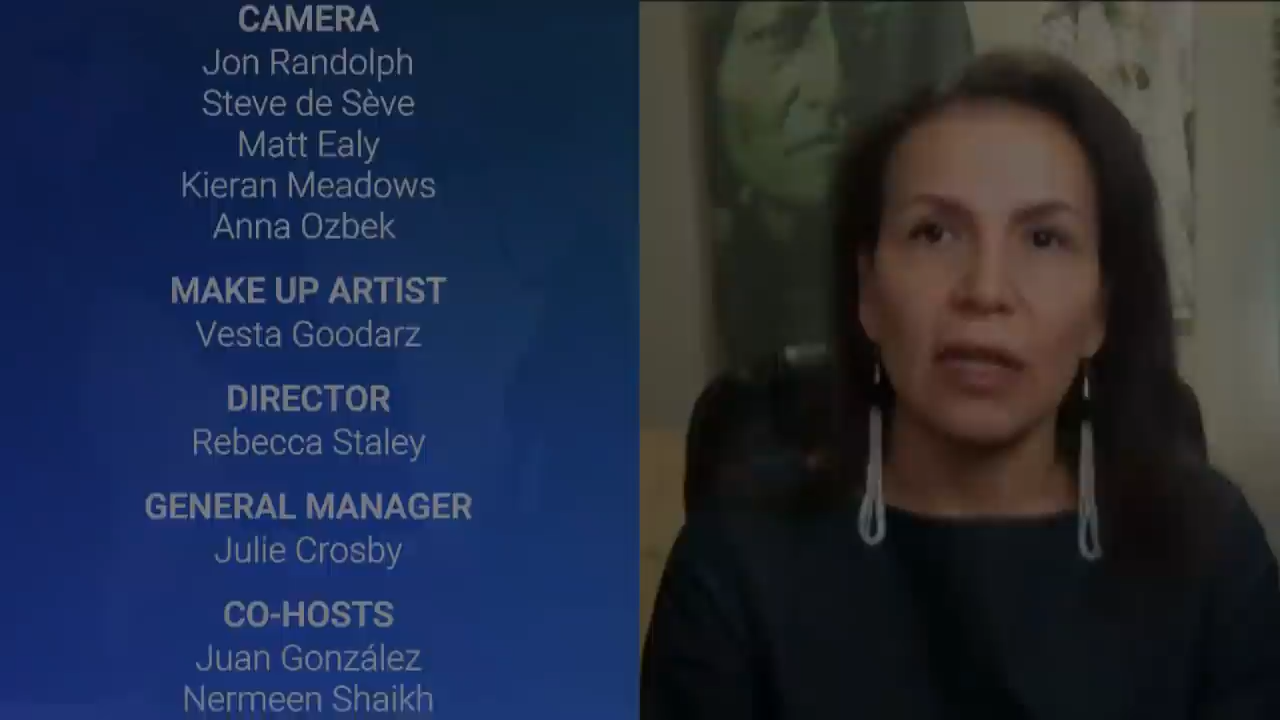 CAMERA
Jon Randolph
Steve de Sève
Matt Ealy
Kieran Meadows
Anna Ozbek
MAKE UP ARTIST
Vesta Goodarz
DIRECTOR
Rebecca Staley
GENERAL MANAGER
Julie Crosby
CO-HOSTS
Juan González
Nermeen Shaikh